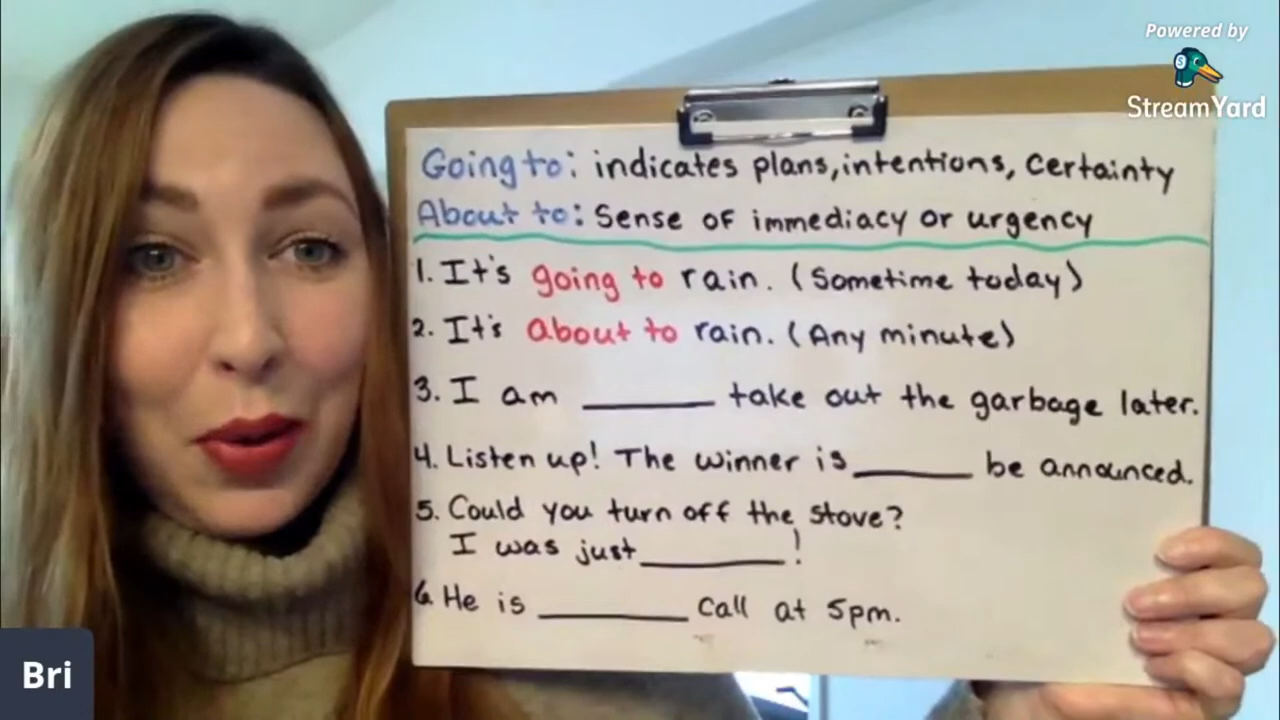 Powered by
StreamYard
Going to: indicates plans, intentions, certainty
About to: Sense of immediacy or urgency
1. It's going to rain. (Sometime today)
2. It's about to rain. (Any minute)
3. I am ______ take out the garbage later.
4. Listen up! The winner is ______ be announced.
5. Could you turn off the stove?
I was just ______!
6. He is ______ call at 5pm.
Bri